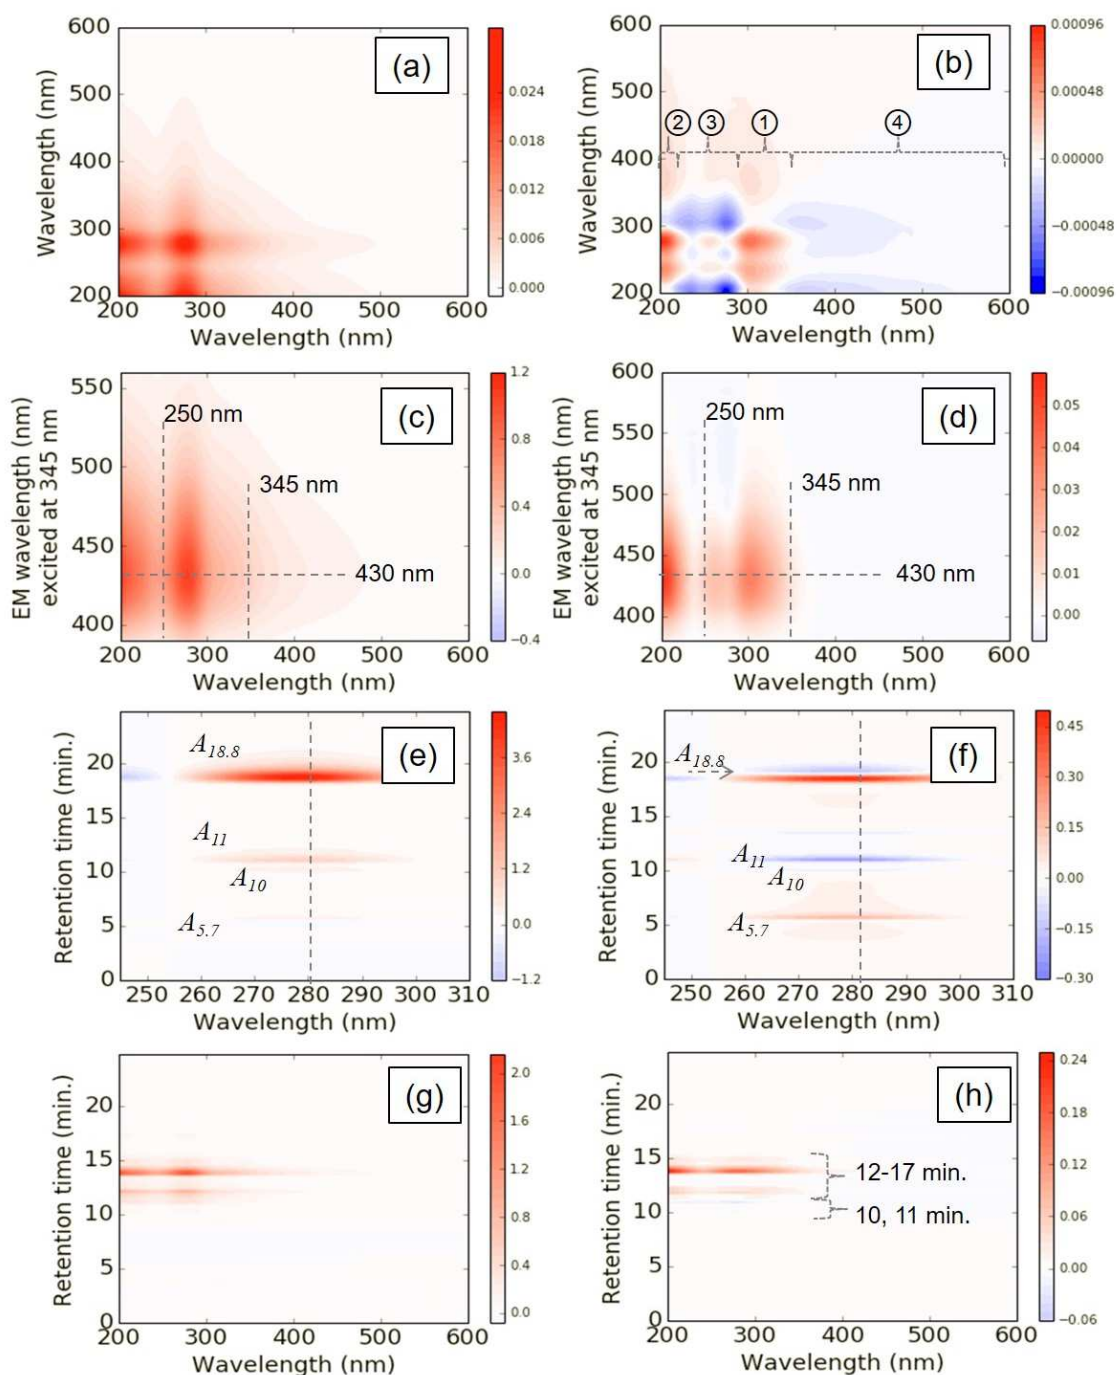 (a)
Wavelength (nm)
600
500
400
300
200
200 300 400 500 600
Wavelength (nm)
0.024
0.018
0.012
0.006
0.000
(b)
Wavelength (nm)
600
500
400
300
200
② ③ ① ④
200 300 400 500 600
Wavelength (nm)
0.00096
0.00048
0.00000
−0.00048
−0.00096
(c)
EM wavelength (nm)
excited at 345 nm
550
500
450
400
250 nm
345 nm
430 nm
200 300 400 500 600
Wavelength (nm)
1.2
0.8
0.4
0.0
−0.4
(d)
EM wavelength (nm)
excited at 345 nm
600
550
500
450
400
250 nm
345 nm
430 nm
200 300 400 500 600
Wavelength (nm)
0.05
0.04
0.03
0.02
0.01
0.00
(e)
Retention time (min.)
20
15
10
5
0
A18.8
A11
A10
A5.7
250 260 270 280 290 300 310
Wavelength (nm)
3.6
2.4
1.2
0.0
−1.2
(f)
Retention time (min.)
20
15
10
5
0
A18.8
A11
A10
A5.7
250 260 270 280 290 300 310
Wavelength (nm)
0.45
0.30
0.15
0.00
−0.15
−0.30
(g)
Retention time (min.)
20
15
10
5
0
200 300 400 500 600
Wavelength (nm)
2.0
1.6
1.2
0.8
0.4
0.0
(h)
Retention time (min.)
20
15
10
5
0
12-17 min.
10, 11 min.
200 300 400 500 600
Wavelength (nm)
0.24
0.18
0.12
0.06
0.00
−0.06